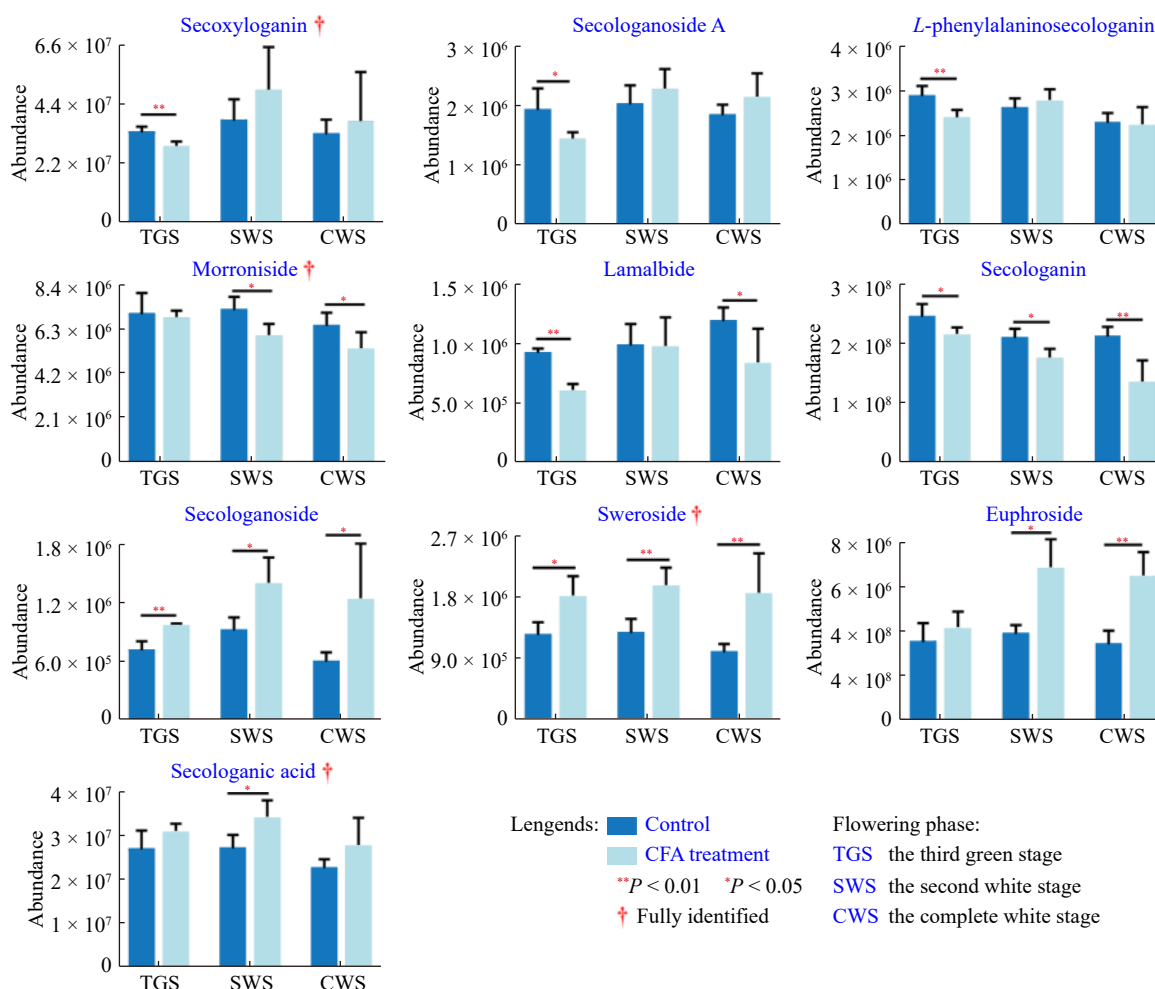 Secoxyloganin †
Abundance
6.6 × 10⁷
4.4 × 10⁷
2.2 × 10⁷
0
**
TGS SWS CWS
Secologanoside A
Abundance
3 × 10⁶
2 × 10⁶
1 × 10⁶
0
*
TGS SWS CWS
L-phenylalaninosecologanin
Abundance
4 × 10⁶
3 × 10⁶
2 × 10⁶
1 × 10⁶
0
**
TGS SWS CWS
Morroniside †
Abundance
8.4 × 10⁶
6.3 × 10⁶
4.2 × 10⁶
2.1 × 10⁶
0
* *
TGS SWS CWS
Lamalbide
Abundance
1.5 × 10⁶
1.0 × 10⁶
5.0 × 10⁵
0
** *
TGS SWS CWS
Secologanin
Abundance
3 × 10⁸
2 × 10⁸
1 × 10⁸
0
* * **
TGS SWS CWS
Secologanoside
Abundance
1.8 × 10⁶
1.2 × 10⁶
6.0 × 10⁵
0
** * *
TGS SWS CWS
Sweroside †
Abundance
2.7 × 10⁶
1.8 × 10⁶
9.0 × 10⁵
0
* ** **
TGS SWS CWS
Euphroside
Abundance
8 × 10⁶
6 × 10⁶
4 × 10⁸
4 × 10⁸
0
* **
TGS SWS CWS
Secologanic acid †
Abundance
4 × 10⁷
3 × 10⁷
2 × 10⁷
1 × 10⁷
0
*
TGS SWS CWS
Lengends: Control
CFA treatment
**P < 0.01 *P < 0.05
† Fully identified
Flowering phase:
TGS the third green stage
SWS the second white stage
CWS the complete white stage